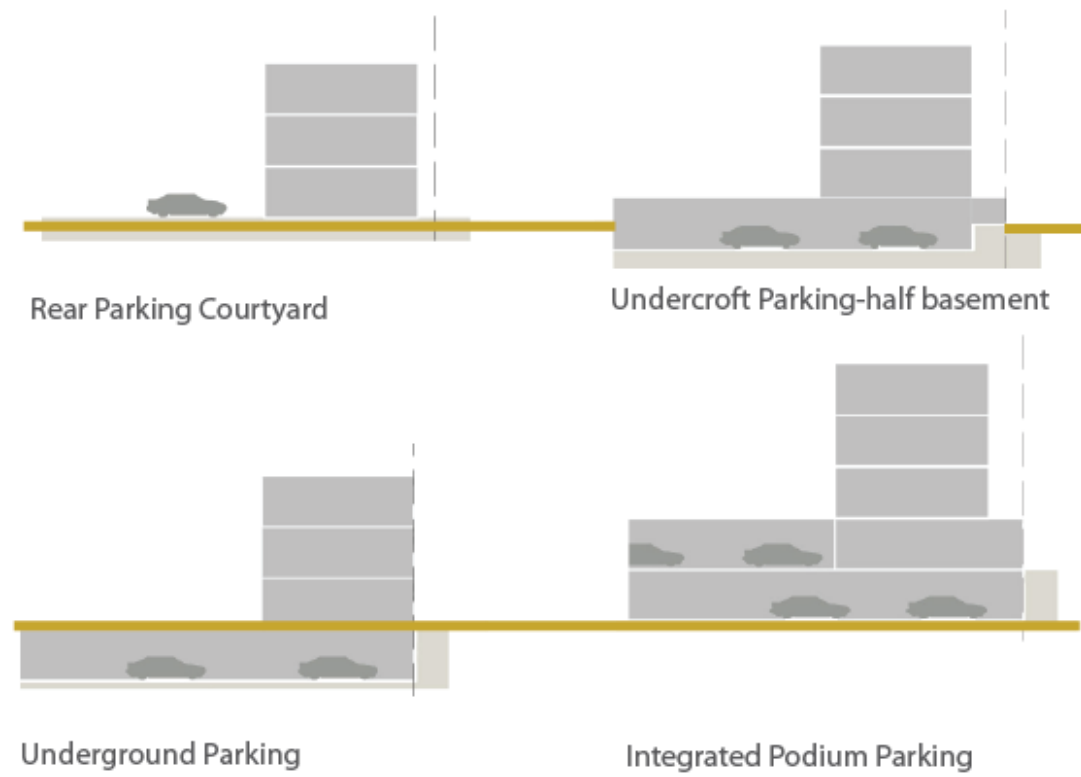 Rear Parking Courtyard
Undercroft Parking-half basement
Underground Parking
Integrated Podium Parking